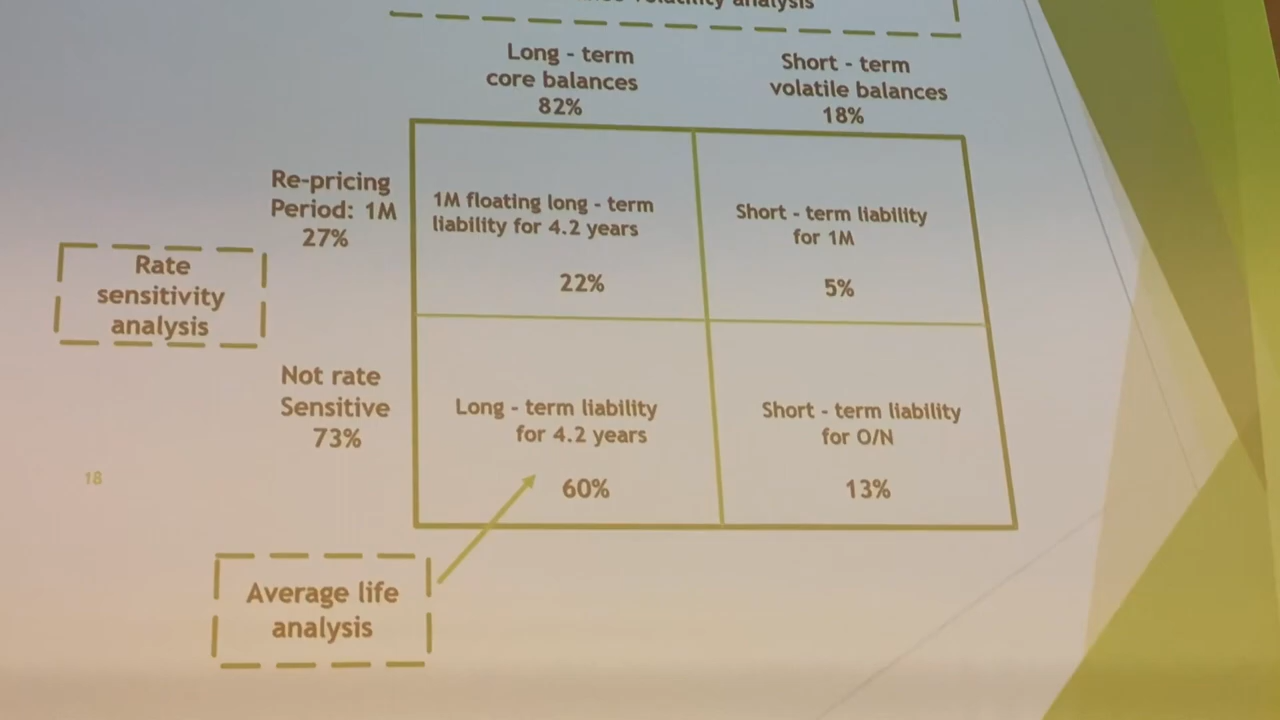 analysis
Long - term
core balances
82%
Short - term
volatile balances
18%
Re-pricing
Period: 1M
27%
1M floating long - term
liability for 4.2 years
22%
Short - term liability
for 1M
5%
Rate
sensitivity
analysis
Not rate
Sensitive
73%
Long - term liability
for 4.2 years
60%
Short - term liability
for O/N
13%
18
Average life
analysis